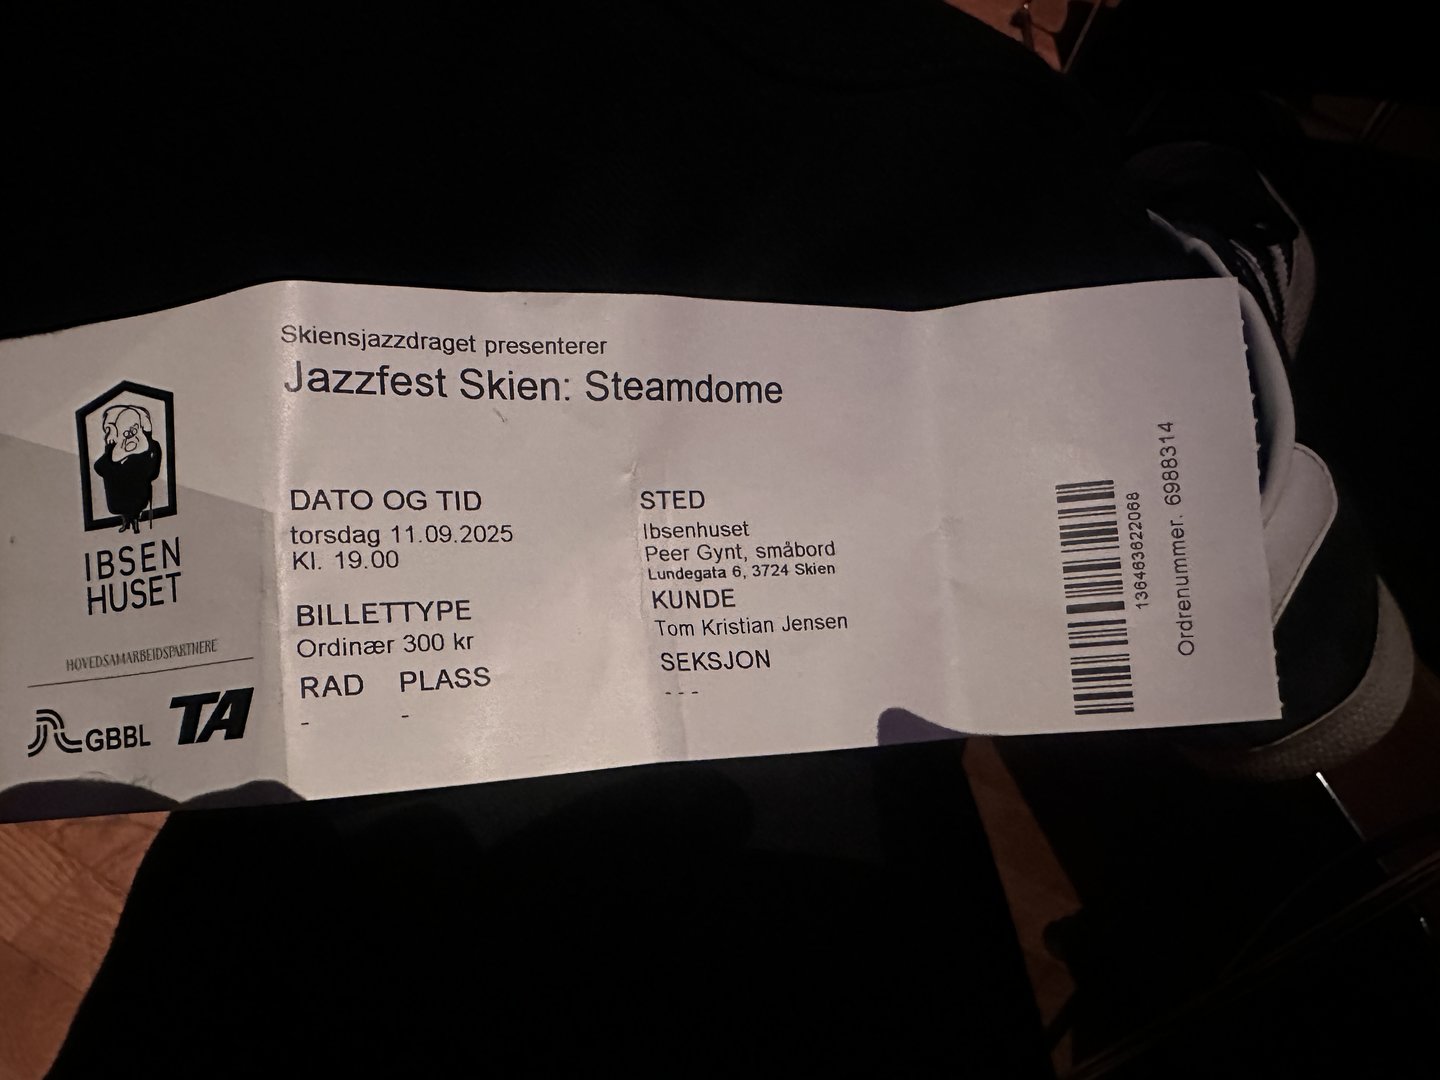 Skiensjazzdraget presenterer
Jazzfest Skien: Steamdome
DATO OG TID
torsdag 11.09.2025
Kl. 19.00
BILLETTYPE
Ordinær 300 kr
RAD PLASS
- -
STED
Ibsenhuset
Peer Gynt, småbord
Lundegata 6, 3724 Skien
KUNDE
Tom Kristian Jensen
SEKSJON
- - -
IBSEN
HUSET
HOVEDSAMARBEIDSPARTNERE
GBBL TA
136463622068
Ordrenummer. 6988314